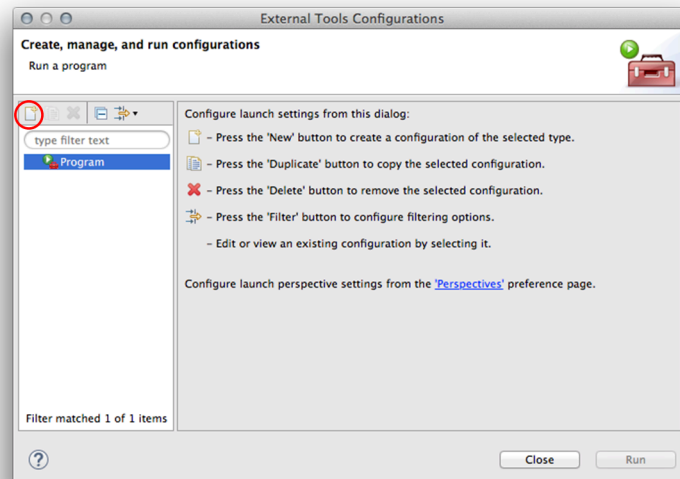 External Tools Configurations
Create, manage, and run configurations
Run a program
type filter text
Program
Filter matched 1 of 1 items
Configure launch settings from this dialog:
- Press the 'New' button to create a configuration of the selected type.
- Press the 'Duplicate' button to copy the selected configuration.
- Press the 'Delete' button to remove the selected configuration.
- Press the 'Filter' button to configure filtering options.
- Edit or view an existing configuration by selecting it.
Configure launch perspective settings from the 'Perspectives' preference page.
?
Close
Run